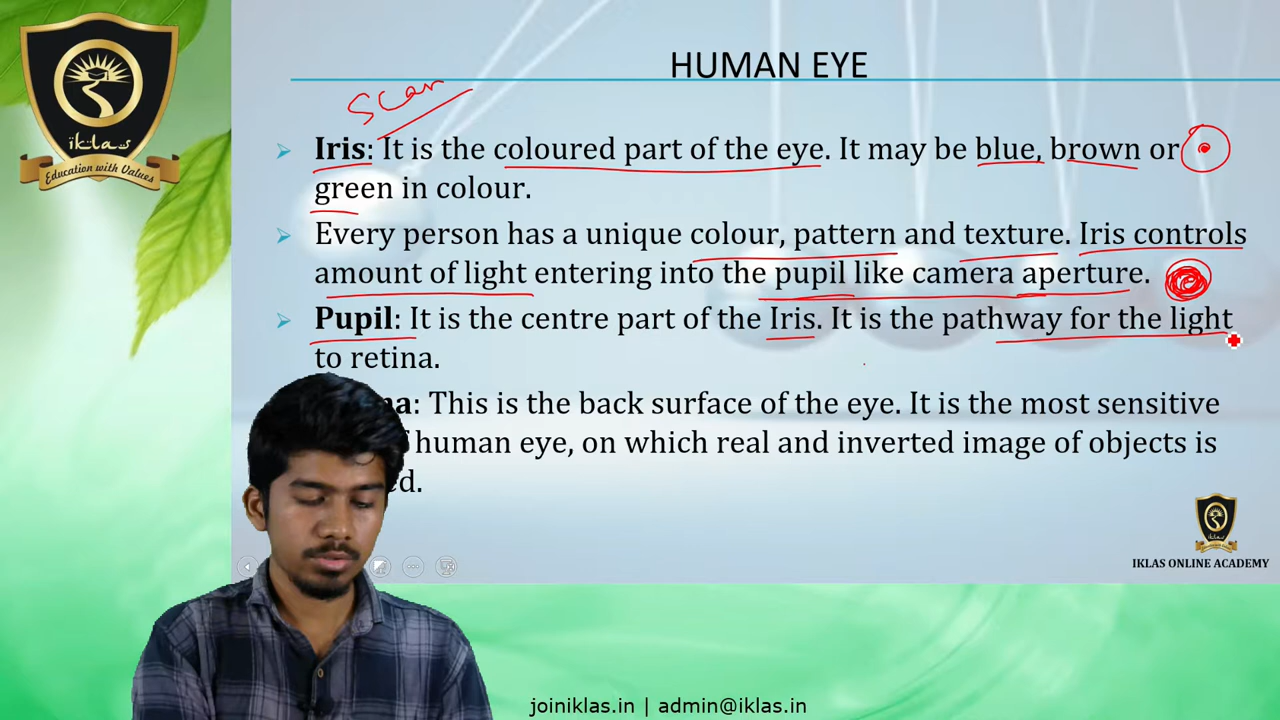 iklas
Education with Values
HUMAN EYE
Scan
Iris: It is the coloured part of the eye. It may be blue, brown or
green in colour.
Every person has a unique colour, pattern and texture. Iris controls
amount of light entering into the pupil like camera aperture.
Pupil: It is the centre part of the Iris. It is the pathway for the light
to retina.
This is the back surface of the eye. It is the most sensitive
human eye, on which real and inverted image of objects is
IKLAS ONLINE ACADEMY
joiniklas.in | admin@iklas.in